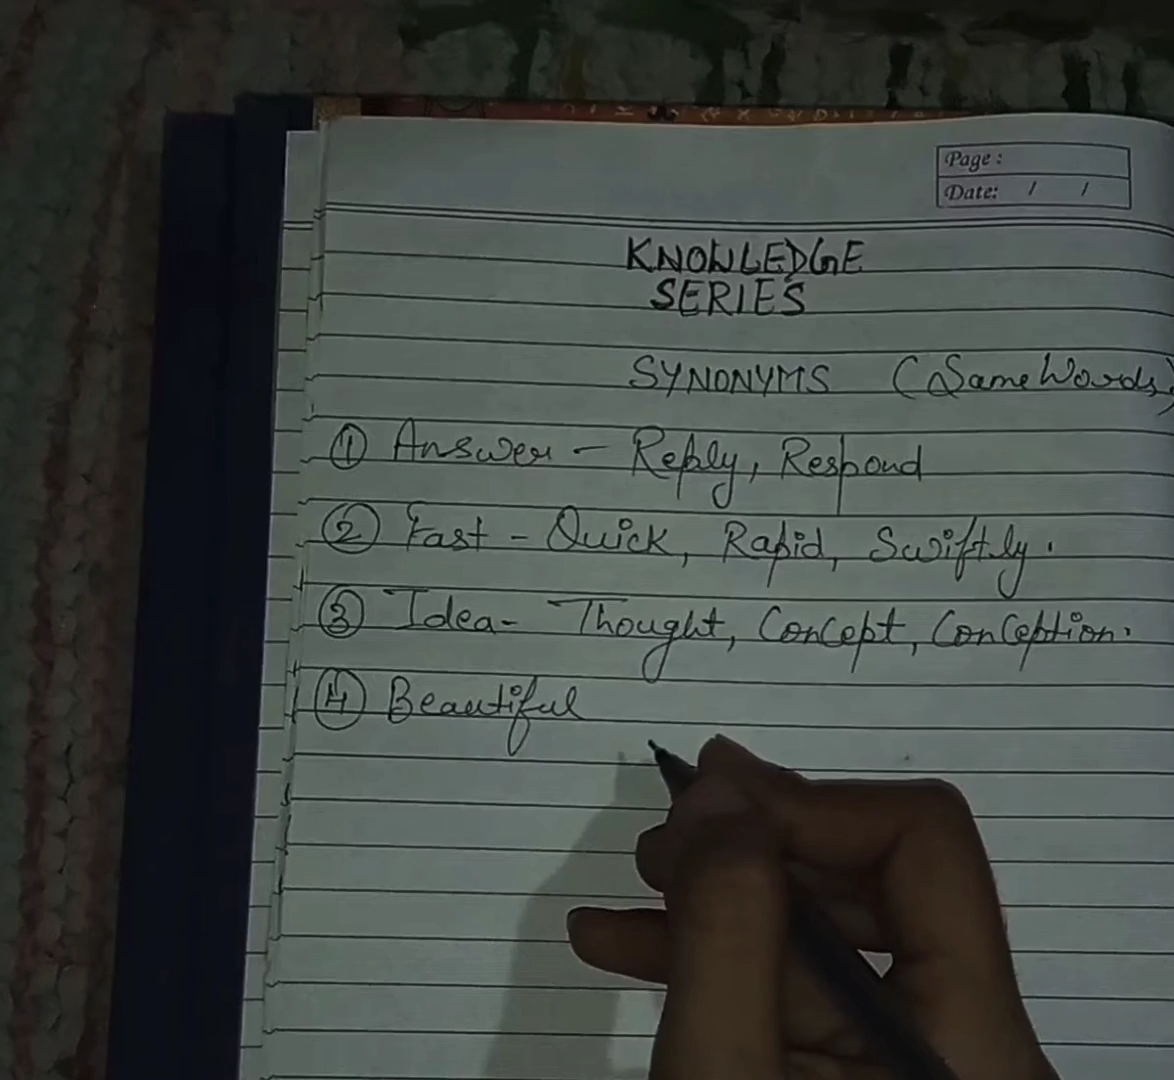 Page :
Date: / /
KNOWLEDGE
SERIES
SYNONYMS (Same Words)
① Answer - Reply, Respond
② Fast - Quick, Rapid, Swiftly.
③ Idea- Thought, Concept, Conception.
④ Beautiful